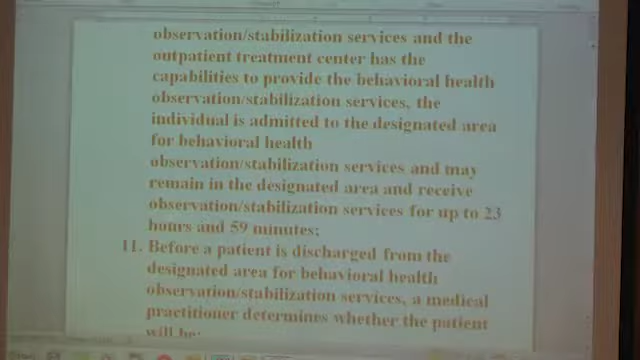 observation/stabilization services and the
outpatient treatment center has the
capabilities to provide the behavioral health
observation/stabilization services, the
individual is admitted to the designated area
for behavioral health
observation/stabilization services and may
remain in the designated area and receive
observation/stabilization services for up to 23
hours and 59 minutes;
11. Before a patient is discharged from the
designated area for behavioral health
observation/stabilization services, a medical
practitioner determines whether the patient
will be: